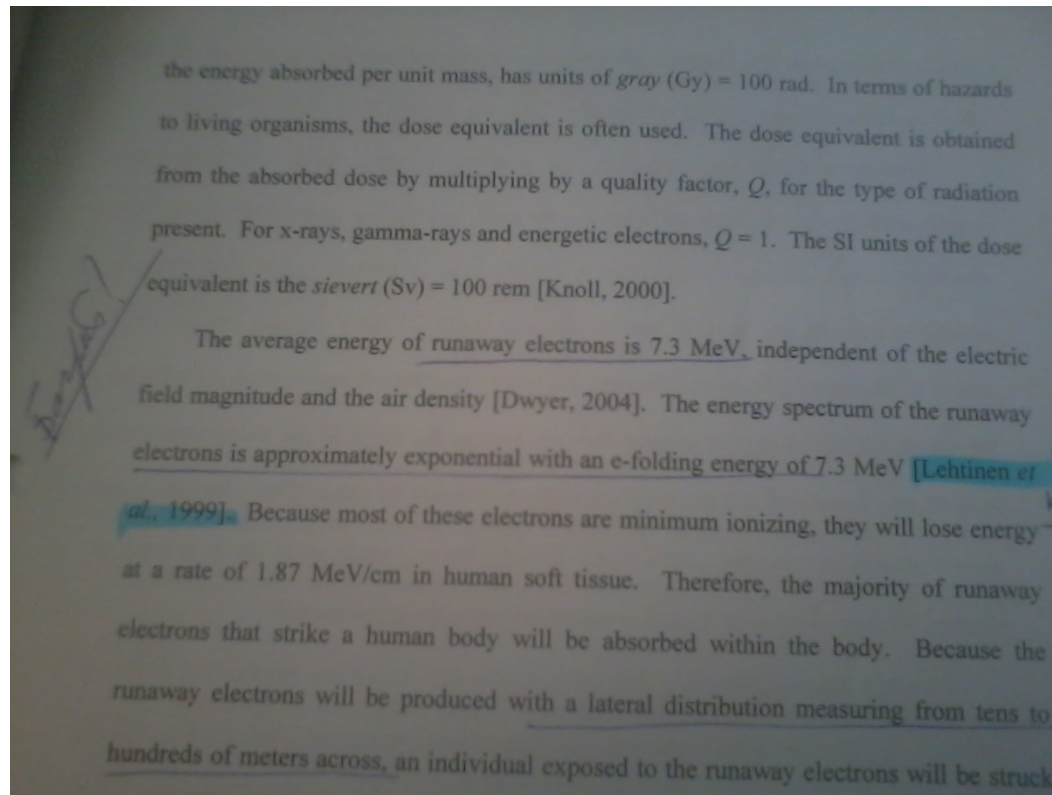 the energy absorbed per unit mass, has units of gray (Gy) = 100 rad. In terms of hazards
to living organisms, the dose equivalent is often used. The dose equivalent is obtained
from the absorbed dose by multiplying by a quality factor, Q, for the type of radiation
present. For x-rays, gamma-rays and energetic electrons, Q = 1. The SI units of the dose
equivalent is the sievert (Sv) = 100 rem [Knoll, 2000].
The average energy of runaway electrons is 7.3 MeV, independent of the electric
field magnitude and the air density [Dwyer, 2004]. The energy spectrum of the runaway
electrons is approximately exponential with an e-folding energy of 7.3 MeV [Lehtinen et
al., 1999]. Because most of these electrons are minimum ionizing, they will lose energy
at a rate of 1.87 MeV/cm in human soft tissue. Therefore, the majority of runaway
electrons that strike a human body will be absorbed within the body. Because the
runaway electrons will be produced with a lateral distribution measuring from tens to
hundreds of meters across, an individual exposed to the runaway electrons will be struck